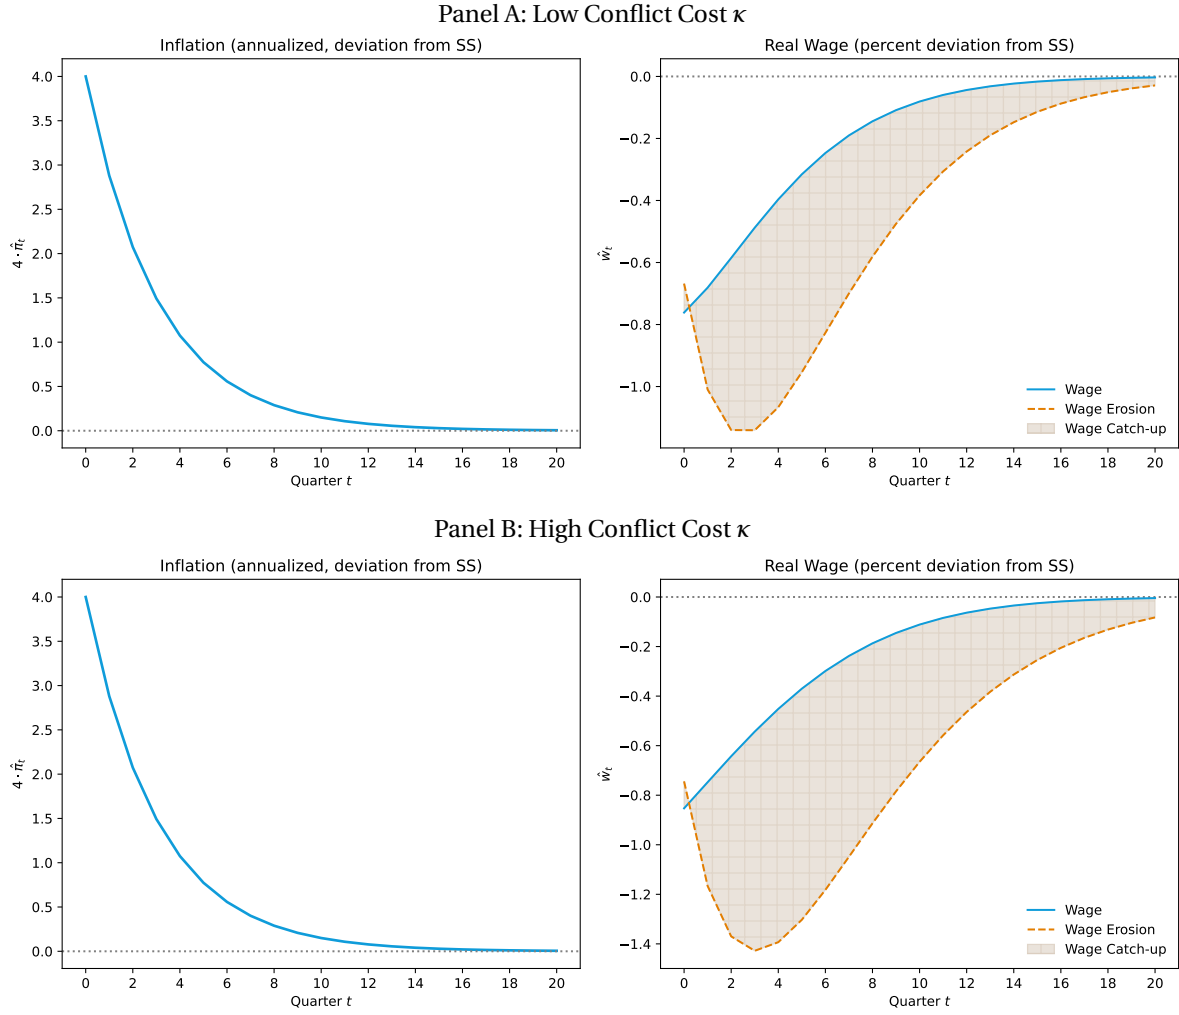 Panel A: Low Conflict Cost κ
Inflation (annualized, deviation from SS)
4.0
3.5
3.0
2.5
2.0
1.5
1.0
0.5
0.0
4 · π̂ₜ
0 2 4 6 8 10 12 14 16 18 20
Quarter t
Real Wage (percent deviation from SS)
0.0
−0.2
−0.4
−0.6
−0.8
−1.0
ŵₜ
Wage
Wage Erosion
Wage Catch-up
0 2 4 6 8 10 12 14 16 18 20
Quarter t
Panel B: High Conflict Cost κ
Inflation (annualized, deviation from SS)
4.0
3.5
3.0
2.5
2.0
1.5
1.0
0.5
0.0
4 · π̂ₜ
0 2 4 6 8 10 12 14 16 18 20
Quarter t
Real Wage (percent deviation from SS)
0.0
−0.2
−0.4
−0.6
−0.8
−1.0
−1.2
−1.4
ŵₜ
Wage
Wage Erosion
Wage Catch-up
0 2 4 6 8 10 12 14 16 18 20
Quarter t